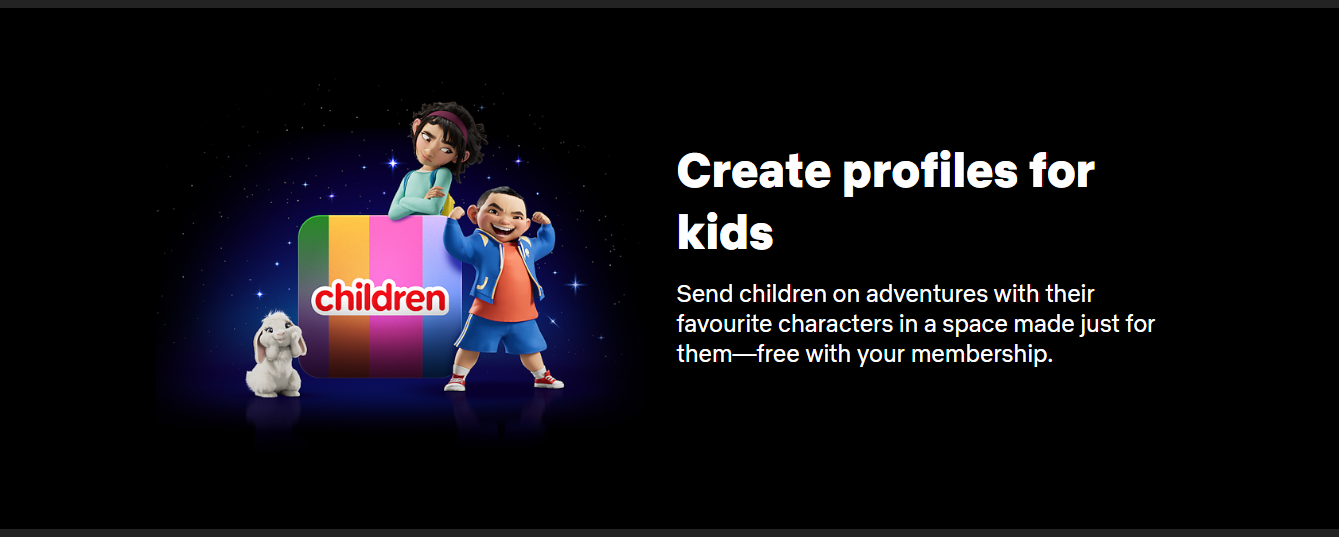 children
Create profiles for
kids
Send children on adventures with their
favourite characters in a space made just for
them—free with your membership.